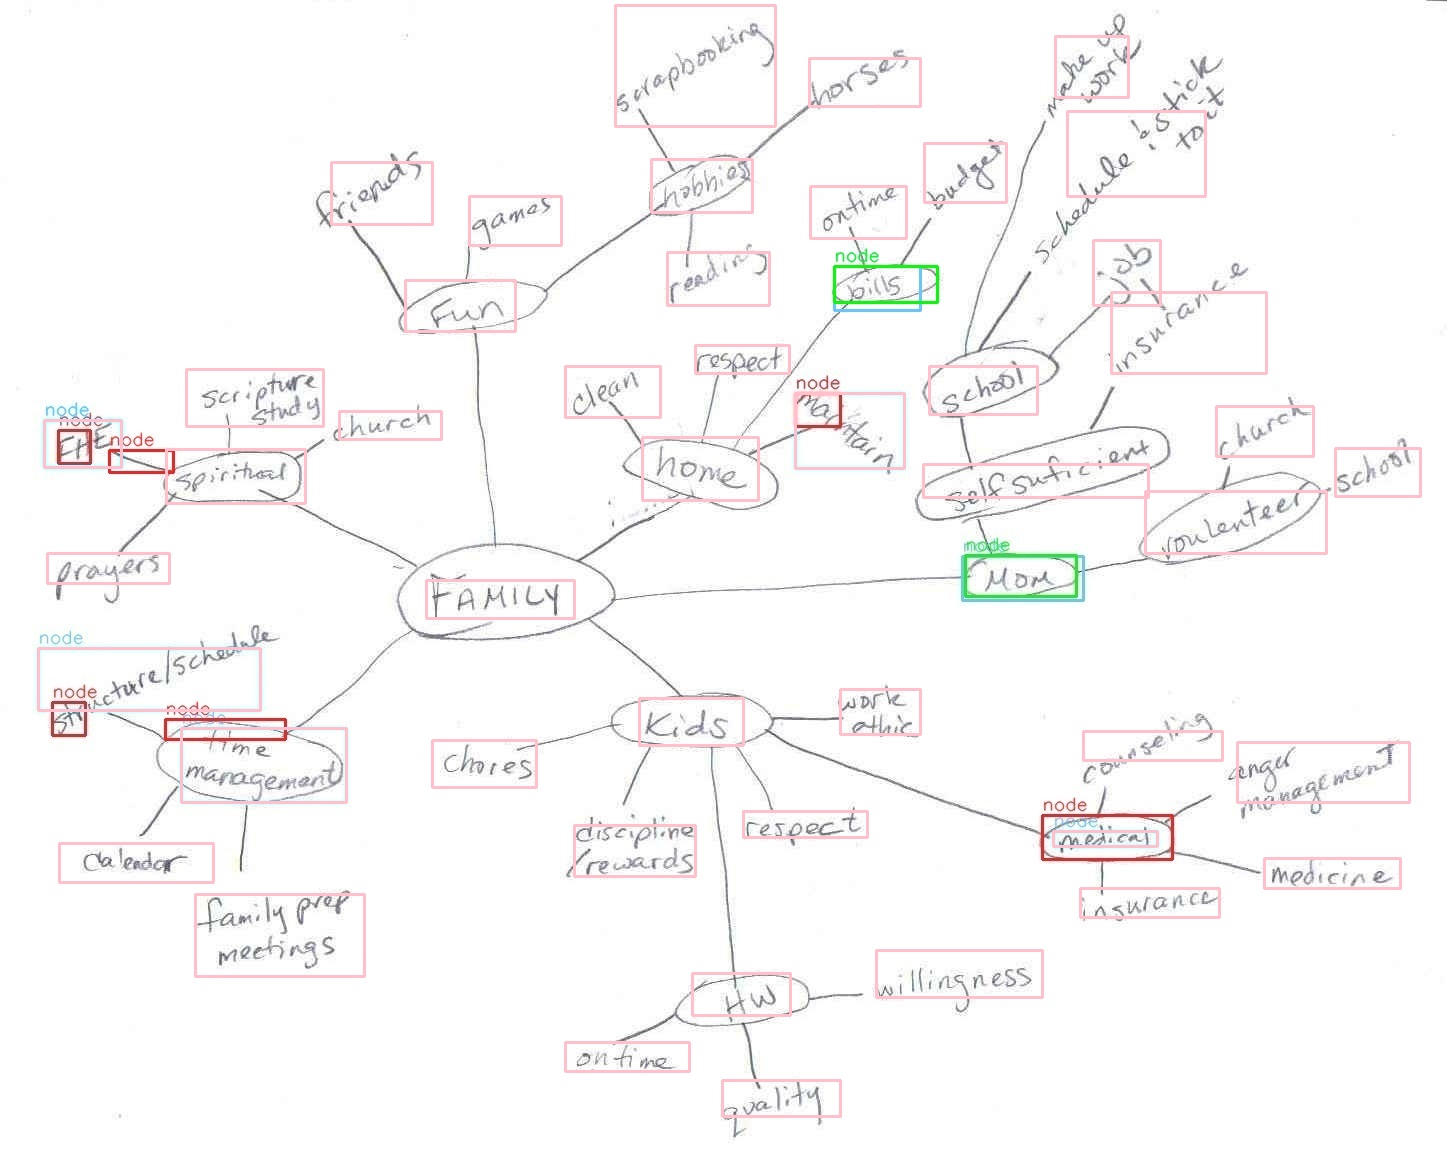 scrapbooking
horses
make up
work
schedule & stick
to it
friends
games
hobbies
ontime
budget
reading
node
bills
job
insurance
Fun
respect
clean
node
maintain
school
scripture
study
church
node
node
EHE
node
spiritual
home
self suficient
church
school
voulenteer
prayers
node
Mom
FAMILY
node
structure/schedule
node
node
node
time
management
Kids
work
ethic
chores
counseling
anger
management
discipline
/rewards
respect
node
node
medical
calendar
medicine
insurance
family prep
meetings
HW
willingness
ontime
quality